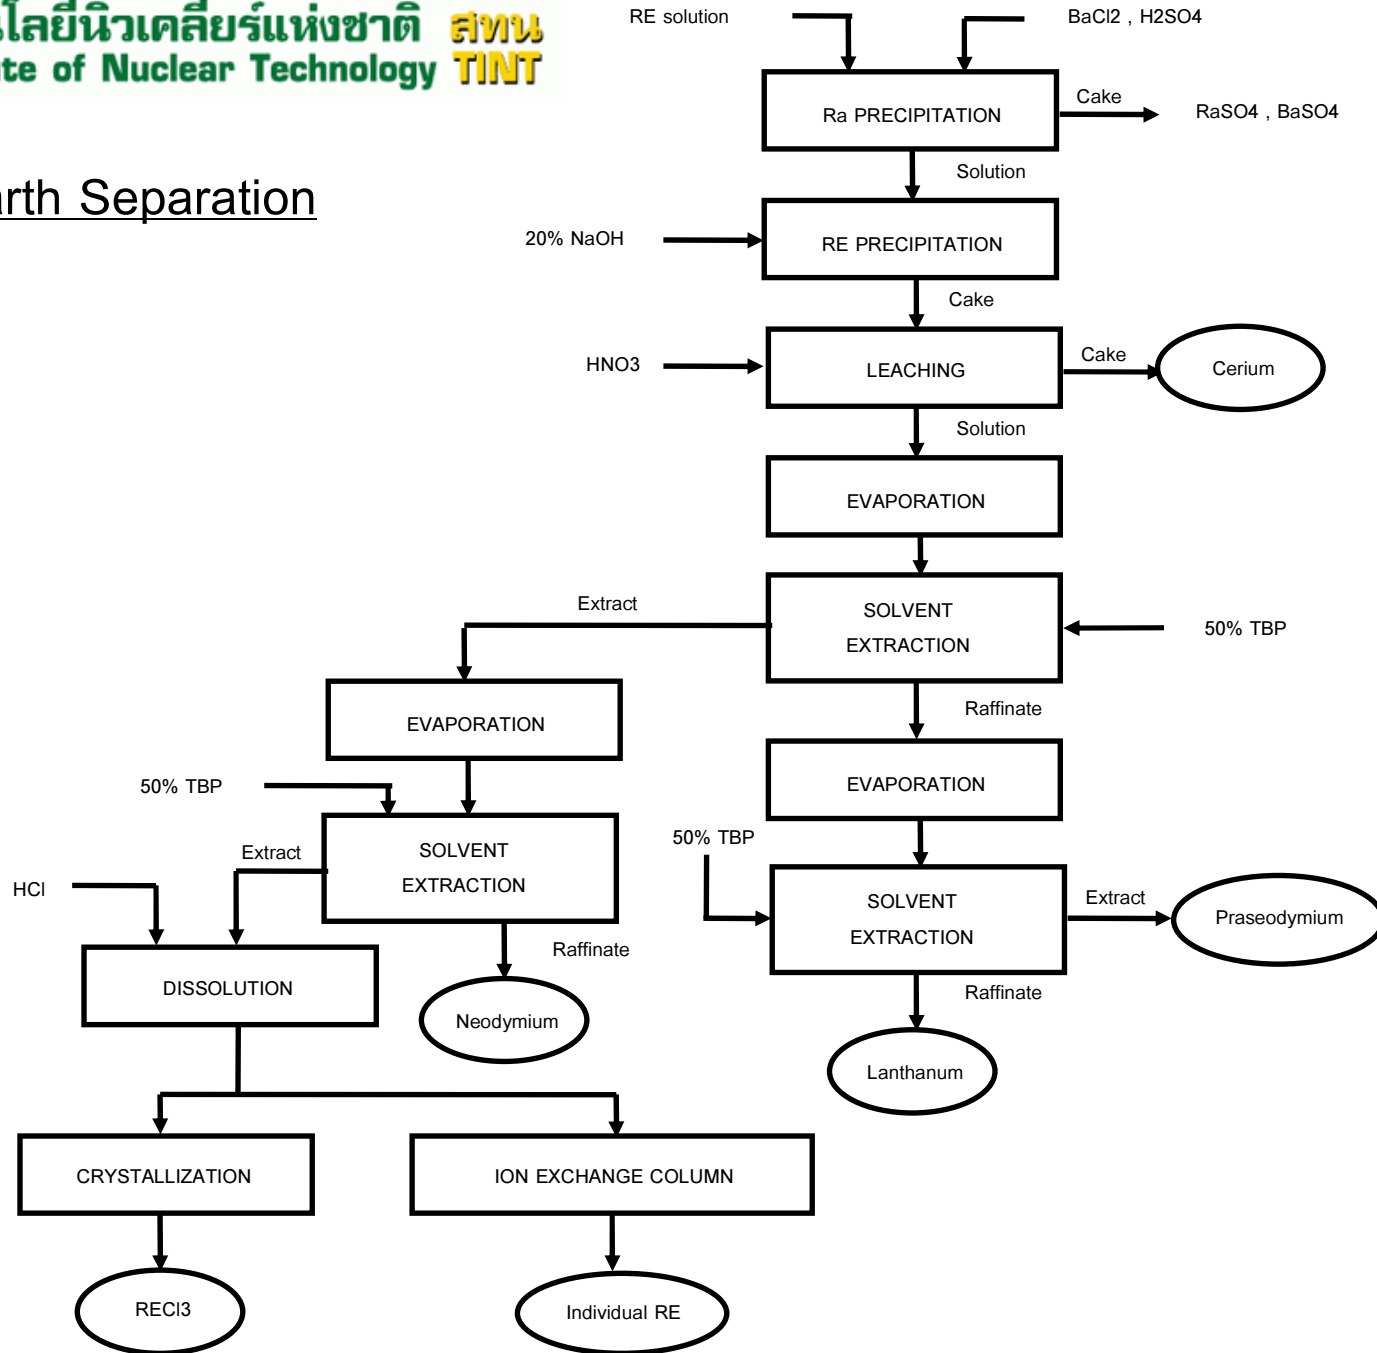 โลยีนิวเคลียร์แห่งชาติ สทน
te of Nuclear Technology TINT
arth Separation
RE solution
BaCl2 , H2SO4
Ra PRECIPITATION
Cake
RaSO4 , BaSO4
Solution
20% NaOH
RE PRECIPITATION
Cake
HNO3
LEACHING
Cake
Cerium
Solution
EVAPORATION
Extract
SOLVENT
EXTRACTION
50% TBP
Raffinate
EVAPORATION
EVAPORATION
50% TBP
50% TBP
Extract
SOLVENT
EXTRACTION
SOLVENT
EXTRACTION
Extract
Praseodymium
HCl
Raffinate
Raffinate
DISSOLUTION
Neodymium
Lanthanum
CRYSTALLIZATION
ION EXCHANGE COLUMN
RECl3
Individual RE